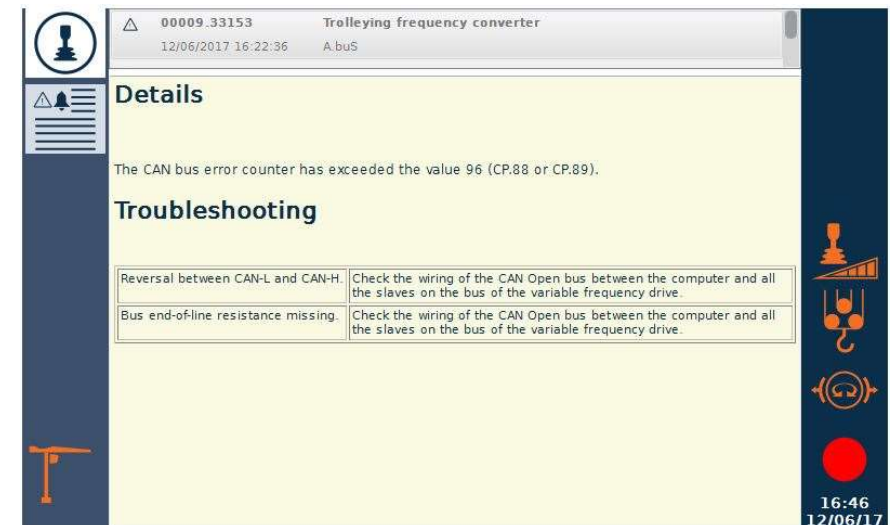 00009.33153 Trolleying frequency converter
12/06/2017 16:22:36 A.buS
Details
The CAN bus error counter has exceeded the value 96 (CP.88 or CP.89).
Troubleshooting
Reversal between CAN-L and CAN-H. Check the wiring of the CAN Open bus between the computer and all
the slaves on the bus of the variable frequency drive.
Bus end-of-line resistance missing. Check the wiring of the CAN Open bus between the computer and all
the slaves on the bus of the variable frequency drive.
16:46
12/06/17